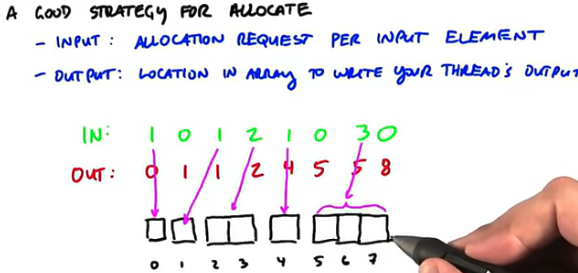 A GOOD STRATEGY FOR ALLOCATE
- INPUT: ALLOCATION REQUEST PER INPUT ELEMENT
- OUTPUT: LOCATION IN ARRAY TO WRITE YOUR THREAD'S OUTPUT
IN: 1 0 1 2 1 0 3 0
OUT: 0 1 1 2 4 5 5 8
0 1 2 3 4 5 6 7